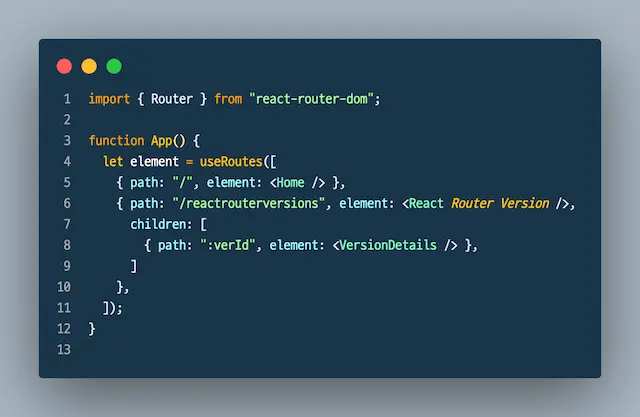 1 import { Router } from "react-router-dom";
2
3 function App() {
4 let element = useRoutes([
5 { path: "/", element: <Home /> },
6 { path: "/reactrouterversions", element: <React Router Version />,
7 children: [
8 { path: ":verId", element: <VersionDetails /> },
9 ]
10 },
11 ]);
12 }
13